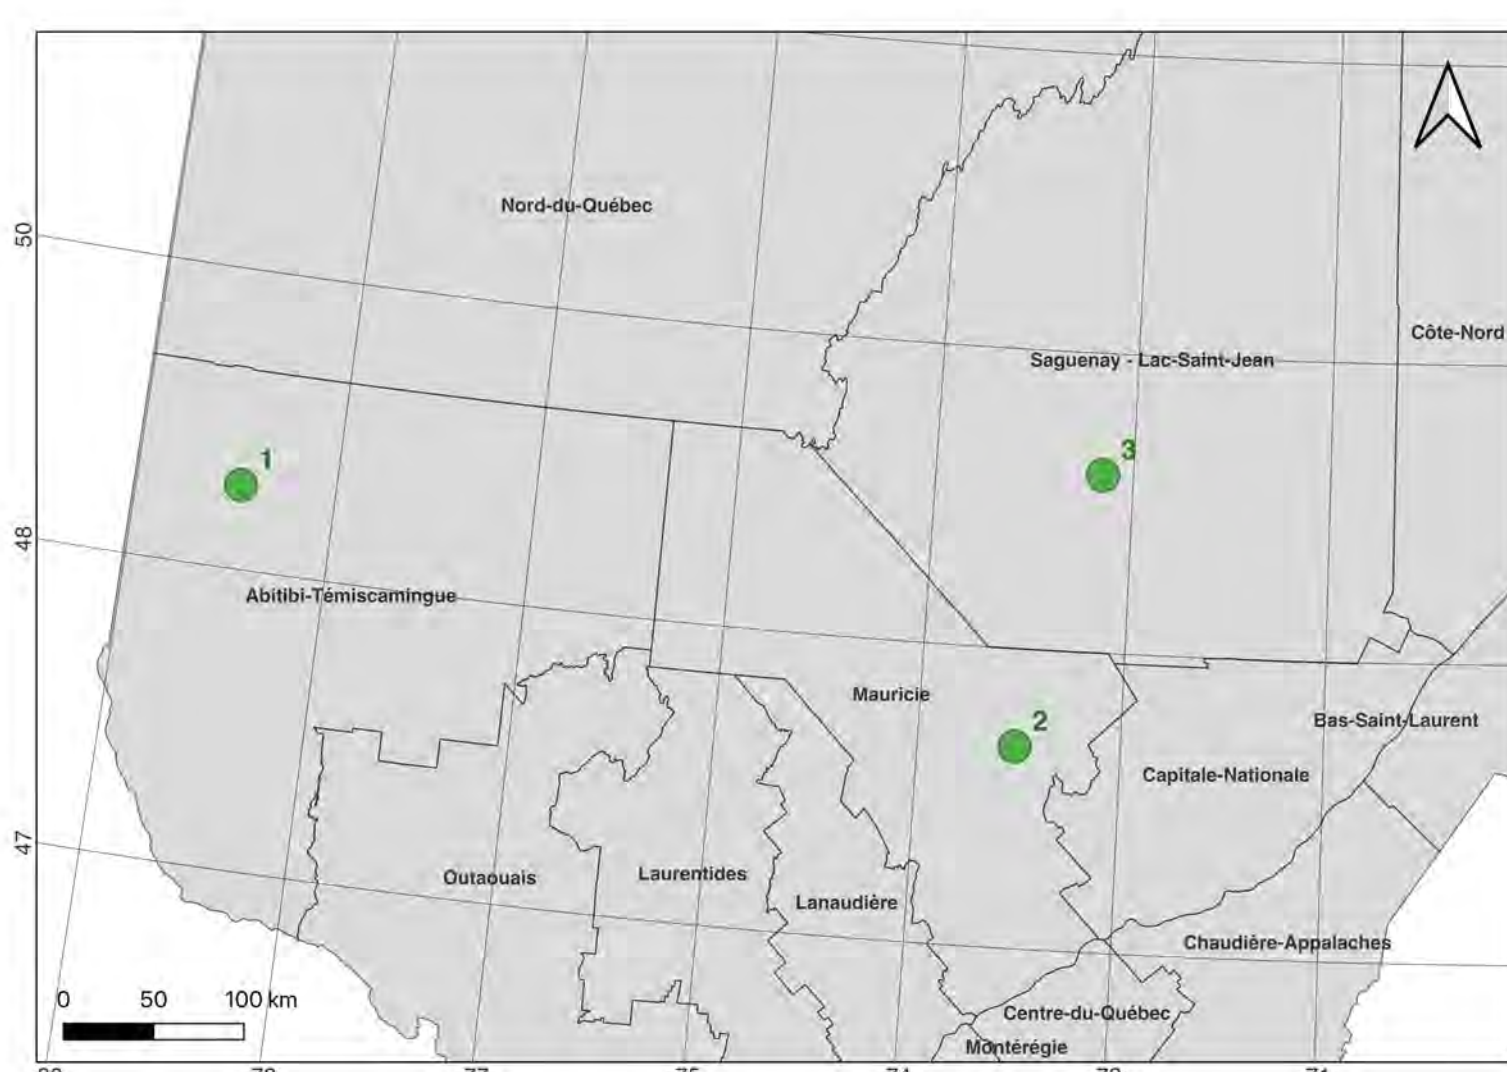 50
Nord-du-Québec
Côte-Nord
Saguenay - Lac-Saint-Jean
1
3
48
Abitibi-Témiscamingue
Mauricie
2
Bas-Saint-Laurent
Capitale-Nationale
47
Outaouais
Laurentides
Lanaudière
Chaudière-Appalaches
0 50 100 km
Centre-du-Québec
Montérégie